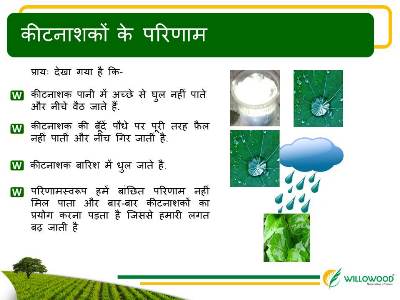 कीटनाशकों के परिणाम
प्रायः देखा गया है कि-
W कीटनाशक पानी में अच्छे से घुल नहीं पाते
और नीचे बैठ जाते हैं.
W कीटनाशक की बूँदें पौधे पर पूरी तरह फैल
नहीं पातीं और नीचे गिर जाती है.
W कीटनाशक बारिश में धुल जाते है.
W परिणामस्वरूप हमें बांछित परिणाम नहीं
मिल पाता और बार-बार कीटनाशकों का
प्रयोग करना पड़ता है जिससे हमारी लगत
बढ़ जाती है
WILLOWOOD